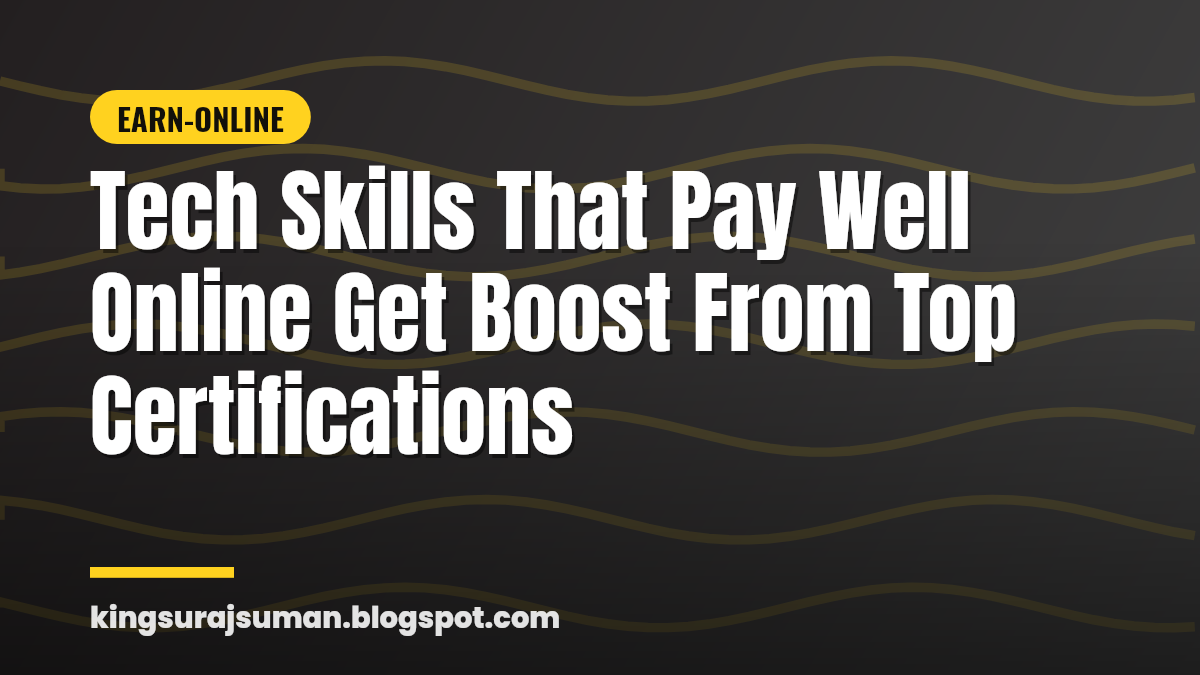 EARN-ONLINE
Tech Skills That Pay Well
Online Get Boost From Top
Certifications
kingsurajsuman.blogspot.com